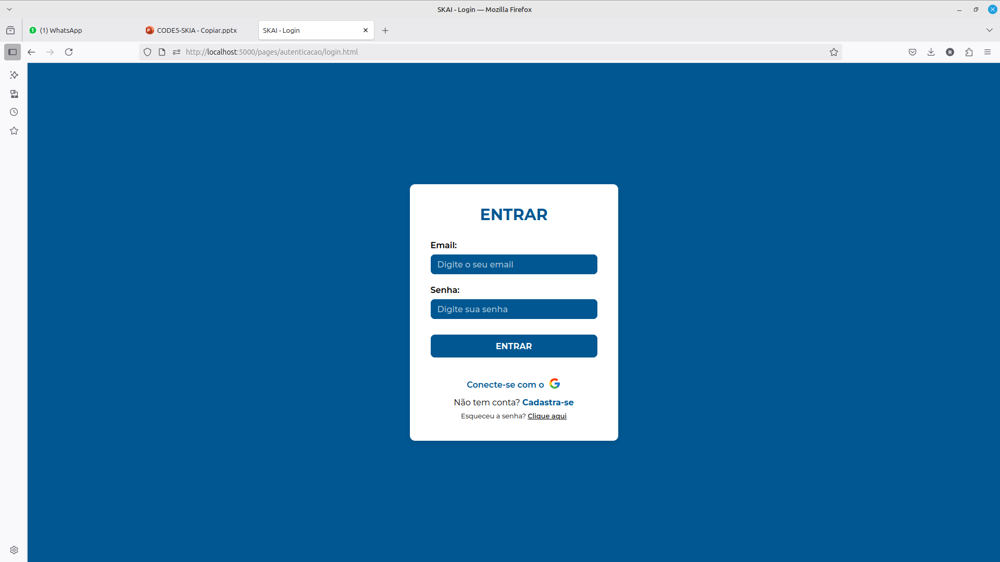 SKAI - Login — Mozilla Firefox
1 (1) WhatsApp
P CODE5-SKIA - Copiar.pptx
SKAI - Login
http://localhost:5000/pages/autenticacao/login.html
R
ENTRAR
Email:
Digite o seu email
Senha:
Digite sua senha
ENTRAR
Conecte-se com o G
Não tem conta? Cadastra-se
Esqueceu a senha? Clique aqui